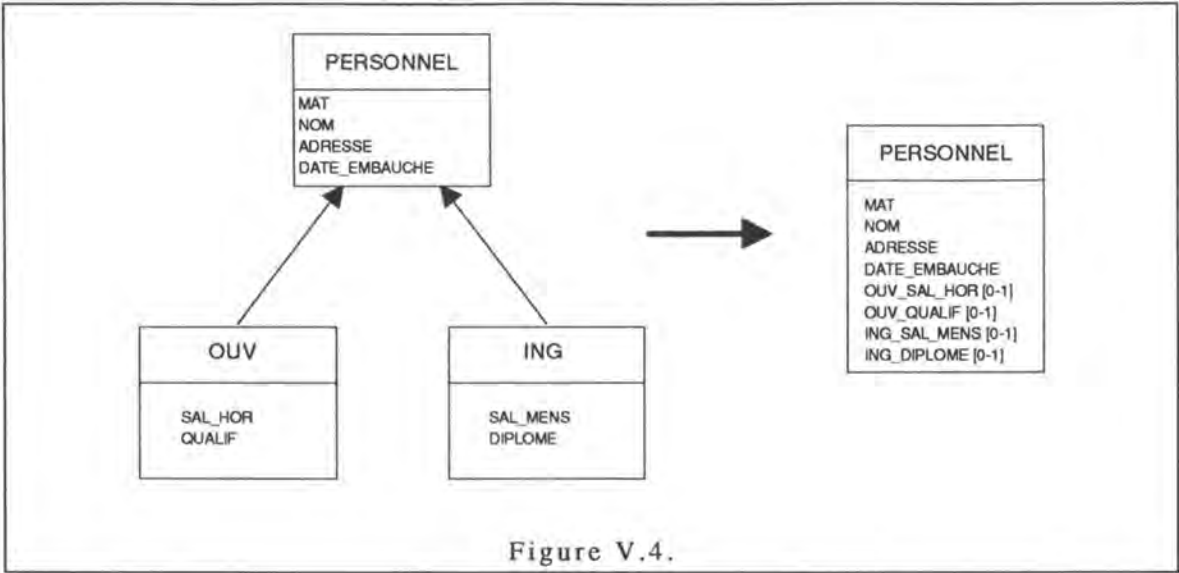 PERSONNEL
MAT
NOM
ADRESSE
DATE_EMBAUCHE
OUV
SAL_HOR
QUALIF
ING
SAL_MENS
DIPLOME
PERSONNEL
MAT
NOM
ADRESSE
DATE_EMBAUCHE
OUV_SAL_HOR [0-1]
OUV_QUALIF [0-1]
ING_SAL_MENS [0-1]
ING_DIPLOME [0-1]
Figure V.4.